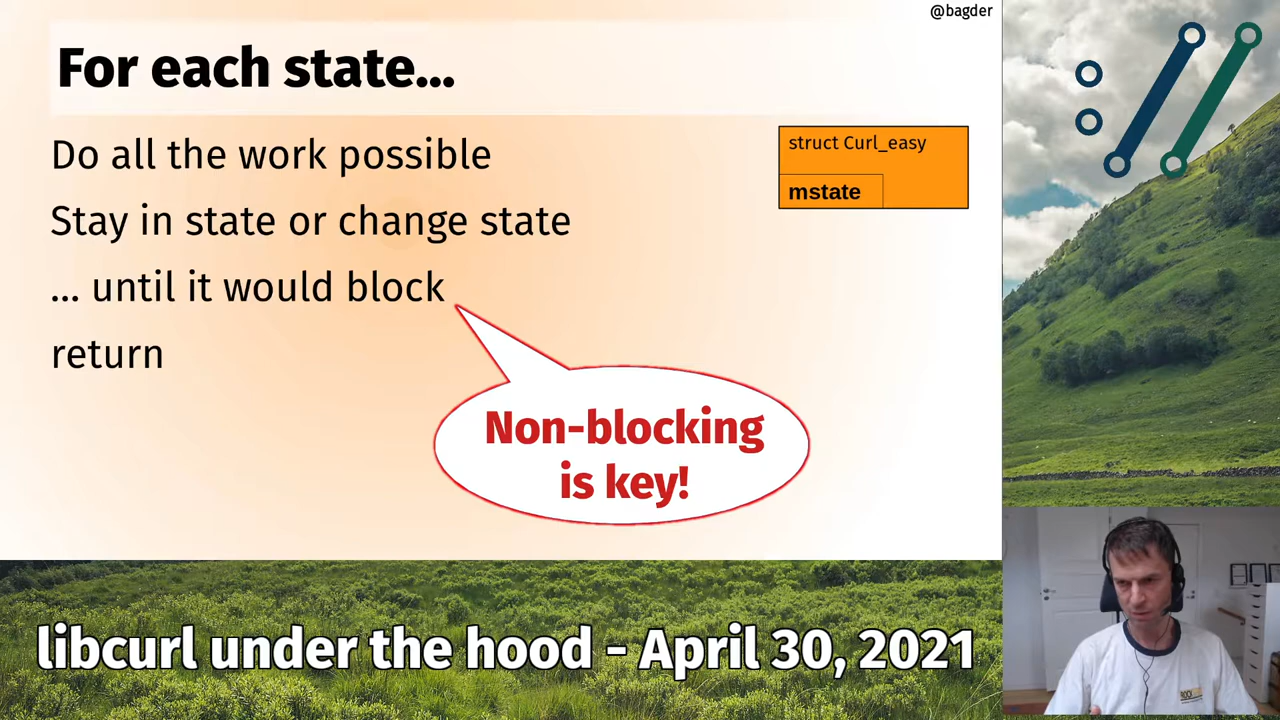 @bagder
For each state...
Do all the work possible
Stay in state or change state
... until it would block
return
struct Curl_easy
mstate
Non-blocking
is key!
libcurl under the hood - April 30, 2021